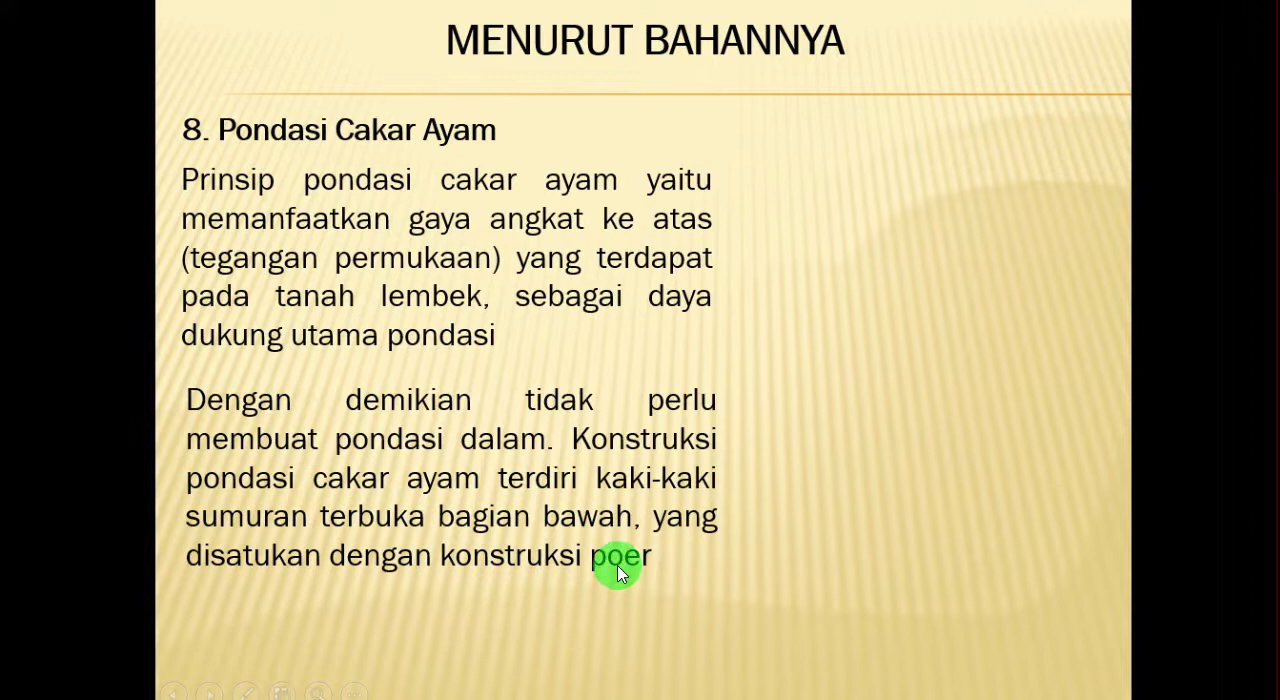 MENURUT BAHANNYA
8. Pondasi Cakar Ayam
Prinsip pondasi cakar ayam yaitu
memanfaatkan gaya angkat ke atas
(tegangan permukaan) yang terdapat
pada tanah lembek, sebagai daya
dukung utama pondasi
Dengan demikian tidak perlu
membuat pondasi dalam. Konstruksi
pondasi cakar ayam terdiri kaki-kaki
sumuran terbuka bagian bawah, yang
disatukan dengan konstruksi poer